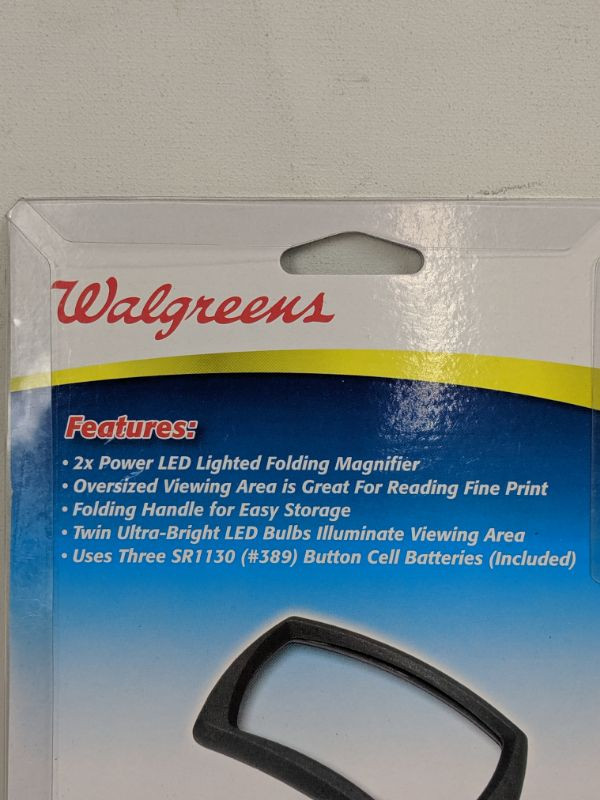 Walgreens
Features:
• 2x Power LED Lighted Folding Magnifier
• Oversized Viewing Area is Great For Reading Fine Print
• Folding Handle for Easy Storage
• Twin Ultra-Bright LED Bulbs Illuminate Viewing Area
• Uses Three SR1130 (#389) Button Cell Batteries (Included)